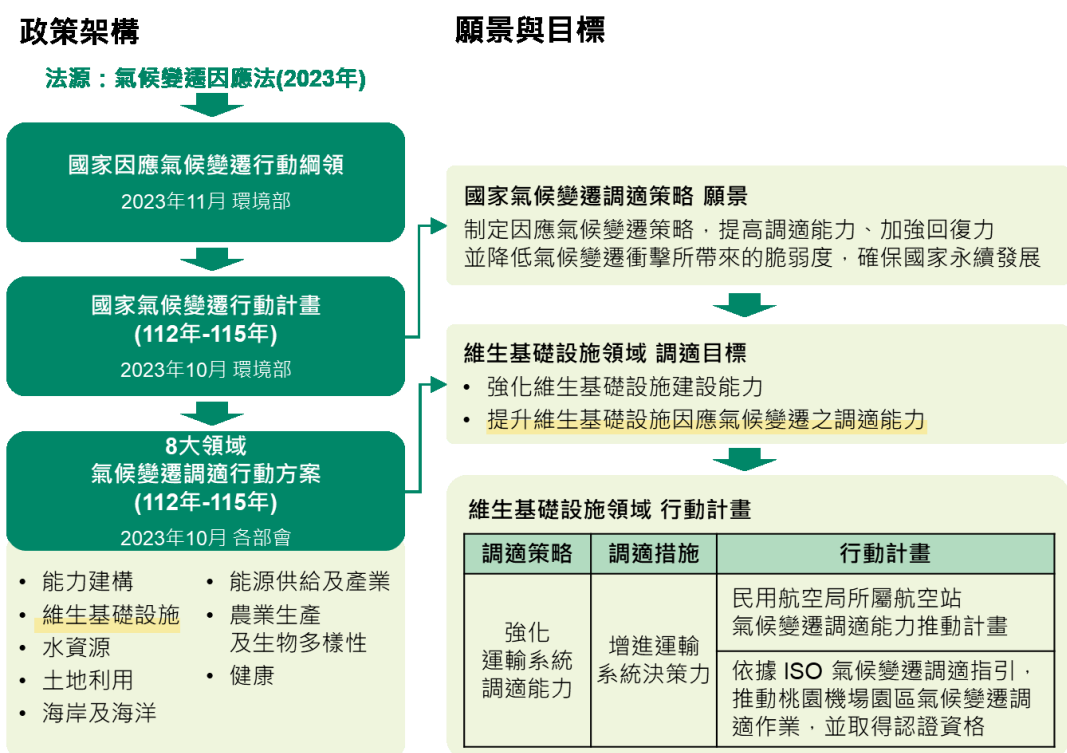 政策架構
法源：氣候變遷因應法(2023年)
國家因應氣候變遷行動綱領
2023年11月 環境部
國家氣候變遷行動計畫
(112年-115年)
2023年10月 環境部
8大領域
氣候變遷調適行動方案
(112年-115年)
2023年10月 各部會
• 能力建構
• 維生基礎設施
• 水資源
• 土地利用
• 海岸及海洋
• 能源供給及產業
• 農業生產
及生物多樣性
• 健康
願景與目標
國家氣候變遷調適策略 願景
制定因應氣候變遷策略，提高調適能力、加強回復力
並降低氣候變遷衝擊所帶來的脆弱度，確保國家永續發展
維生基礎設施領域 調適目標
• 強化維生基礎設施建設能力
• 提升維生基礎設施因應氣候變遷之調適能力
維生基礎設施領域 行動計畫
調適策略 調適措施 行動計畫
強化
運輸系統
調適能力
增進運輸
系統決策力
民用航空局所屬航空站
氣候變遷調適能力推動計畫
依據 ISO 氣候變遷調適指引，
推動桃園機場園區氣候變遷調
適作業，並取得認證資格